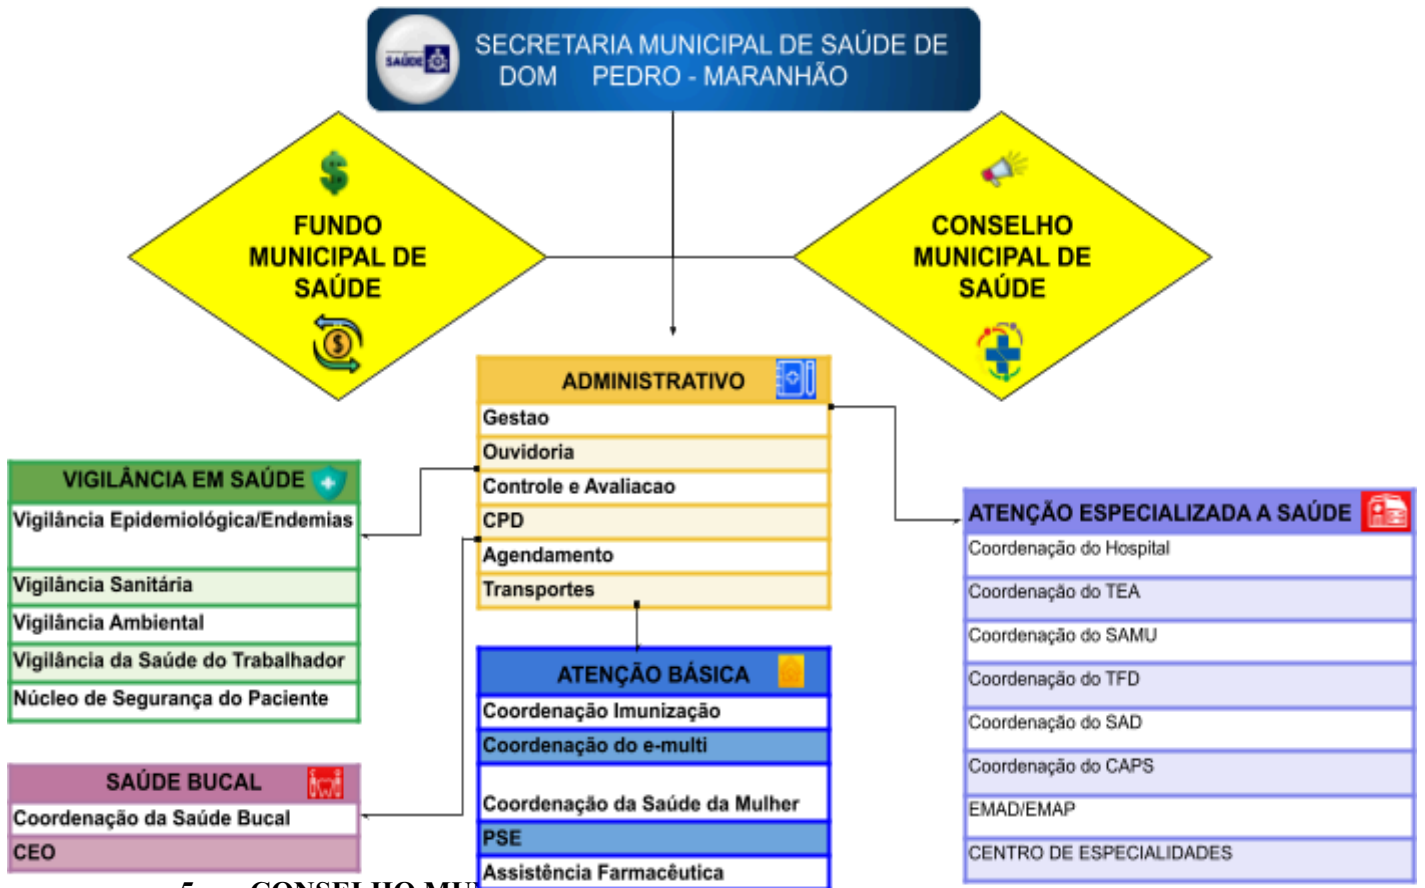 SAÚDE
SECRETARIA MUNICIPAL DE SAÚDE DE
DOM PEDRO - MARANHÃO
FUNDO
MUNICIPAL DE
SAÚDE
CONSELHO
MUNICIPAL DE
SAÚDE
ADMINISTRATIVO
Gestao
Ouvidoria
Controle e Avaliacao
CPD
Agendamento
Transportes
VIGILÂNCIA EM SAÚDE
Vigilância Epidemiológica/Endemias
Vigilância Sanitária
Vigilância Ambiental
Vigilância da Saúde do Trabalhador
Núcleo de Segurança do Paciente
ATENÇÃO ESPECIALIZADA A SAÚDE
Coordenação do Hospital
Coordenação do TEA
Coordenação do SAMU
Coordenação do TFD
Coordenação do SAD
Coordenação do CAPS
EMAD/EMAP
CENTRO DE ESPECIALIDADES
ATENÇÃO BÁSICA
Coordenação Imunização
Coordenação do e-multi
Coordenação da Saúde da Mulher
PSE
Assistência Farmacêutica
SAÚDE BUCAL
Coordenação da Saúde Bucal
CEO
5 CONSELHO